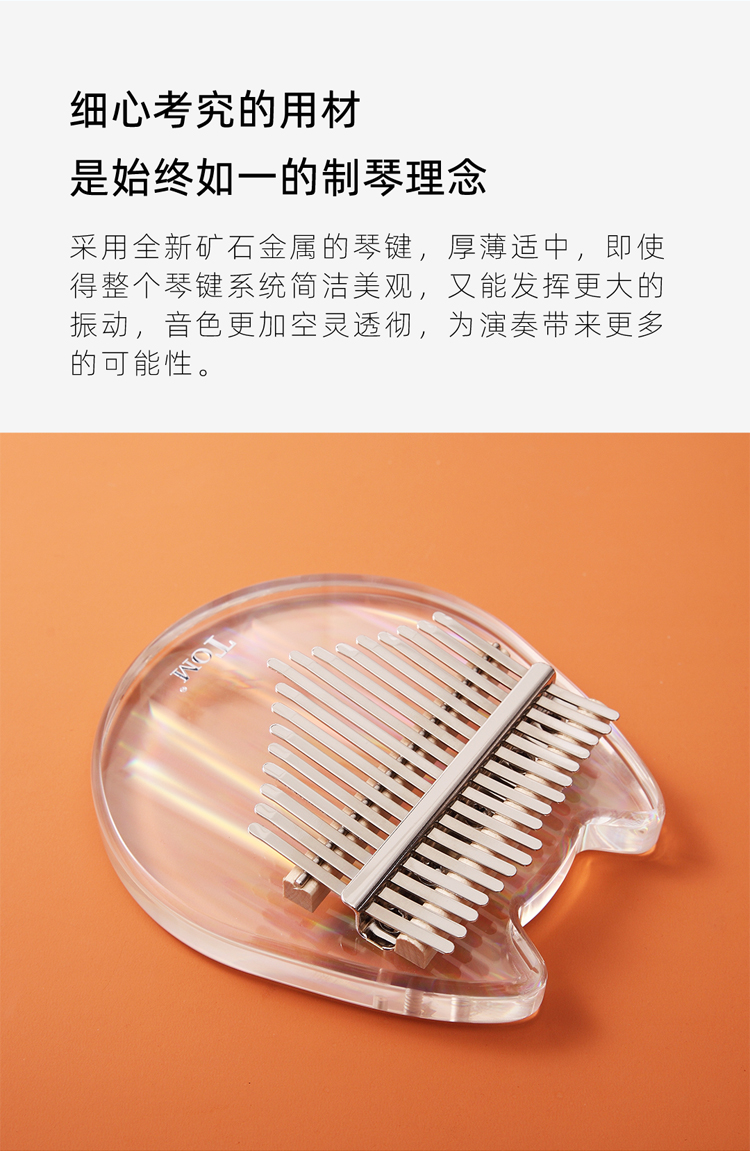 细心考究的用材
是始终如一的制琴理念
采用全新矿石金属的琴键，厚薄适中，即使
得整个琴键系统简洁美观，又能发挥更大的
振动，音色更加空灵透彻，为演奏带来更多
的可能性。
TOM®